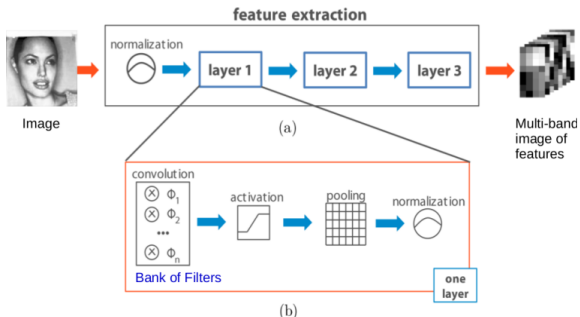 feature extraction
normalization
layer 1
layer 2
layer 3
Image
(a)
Multi-band
image of
features
convolution
Φ1
Φ2
...
Φn
activation
pooling
normalization
Bank of Filters
one
layer
(b)